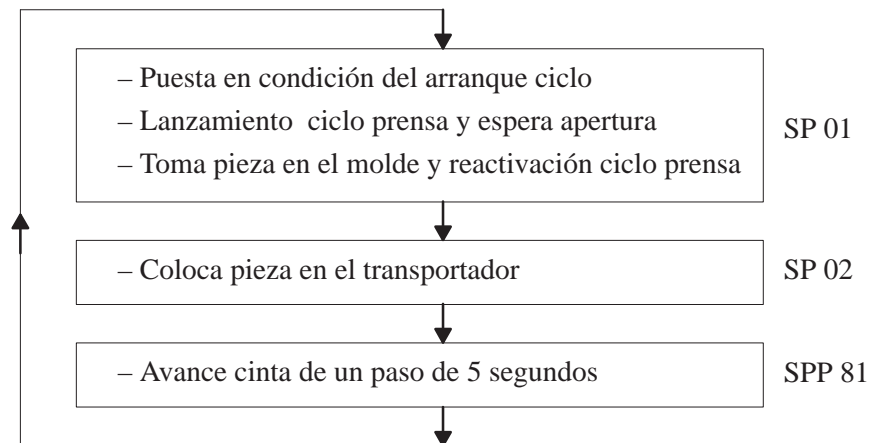 – Puesta en condición del arranque ciclo
– Lanzamiento ciclo prensa y espera apertura
– Toma pieza en el molde y reactivación ciclo prensa
SP 01
– Coloca pieza en el transportador
SP 02
– Avance cinta de un paso de 5 segundos
SPP 81